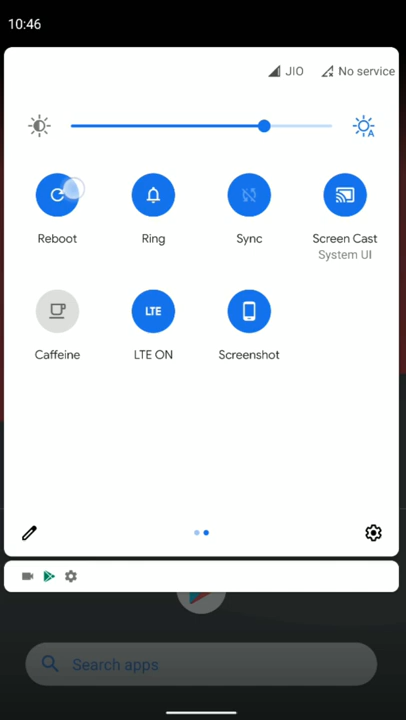 10:46
JIO
No service
A
Reboot
Ring
Sync
Screen Cast
System UI
LTE
Caffeine
LTE ON
Screenshot
Search apps